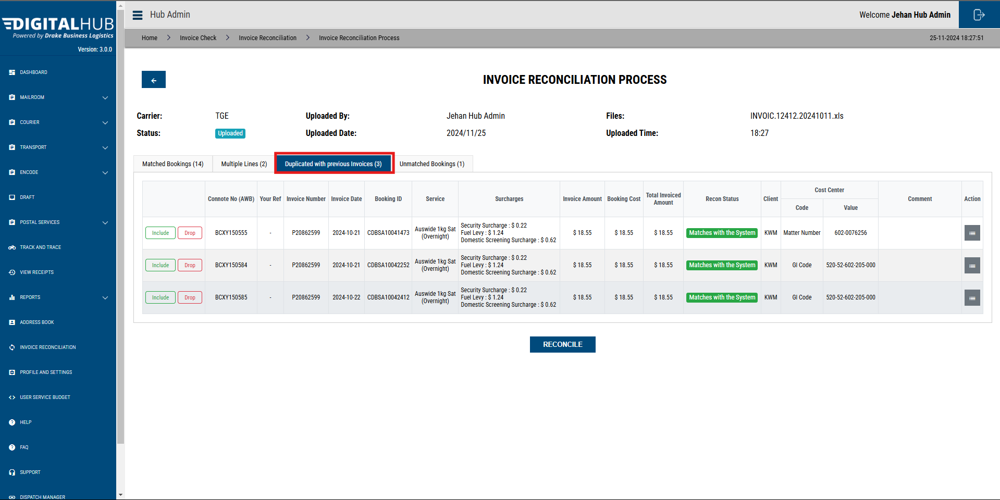 DIGITALHUB
Powered by Drake Business Logistics
Version: 3.0.0
DASHBOARD
MAILROOM
COURIER
TRANSPORT
ENCODE
DRAFT
POSTAL SERVICES
TRACK AND TRACE
VIEW RECEIPTS
REPORTS
ADDRESS BOOK
INVOICE RECONCILIATION
PROFILE AND SETTINGS
USER SERVICE BUDGET
HELP
FAQ
SUPPORT
DISPATCH MANAGER
Hub Admin
Welcome Jehan Hub Admin
Home > Invoice Check > Invoice Reconciliation > Invoice Reconciliation Process
25-11-2024 18:27:51
INVOICE RECONCILIATION PROCESS
Carrier: TGE Uploaded By: Jehan Hub Admin Files: INVOIC.12412.20241011.xls
Status: Uploaded Uploaded Date: 2024/11/25 Uploaded Time: 18:27
Matched Bookings (14) Multiple Lines (2) Duplicated with previous Invoices (3) Unmatched Bookings (1)
Connote No (AWB) Your Ref Invoice Number Invoice Date Booking ID Service Surcharges Invoice Amount Booking Cost Total Invoiced Amount Recon Status Client Cost Center Comment Action
Code Value
Include Drop BCXY150555 - P20862599 2024-10-21 CDBSA10041473 Auswide 1kg Sat (Overnight) Security Surcharge : $ 0.22
Fuel Levy : $ 1.24
Domestic Screening Surcharge : $ 0.62
$ 18.55 $ 18.55 $ 18.55 Matches with the System KWM Matter Number 602-0076256
Include Drop BCXY150584 - P20862599 2024-10-21 CDBSA10042252 Auswide 1kg Sat (Overnight) Security Surcharge : $ 0.22
Fuel Levy : $ 1.24
Domestic Screening Surcharge : $ 0.62
$ 18.55 $ 18.55 $ 18.55 Matches with the System KWM Gl Code 520-52-602-205-000
Include Drop BCXY150585 - P20862599 2024-10-22 CDBSA10042412 Auswide 1kg Sat (Overnight) Security Surcharge : $ 0.22
Fuel Levy : $ 1.24
Domestic Screening Surcharge : $ 0.62
$ 18.55 $ 18.55 $ 18.55 Matches with the System KWM Gl Code 520-52-602-205-000
RECONCILE